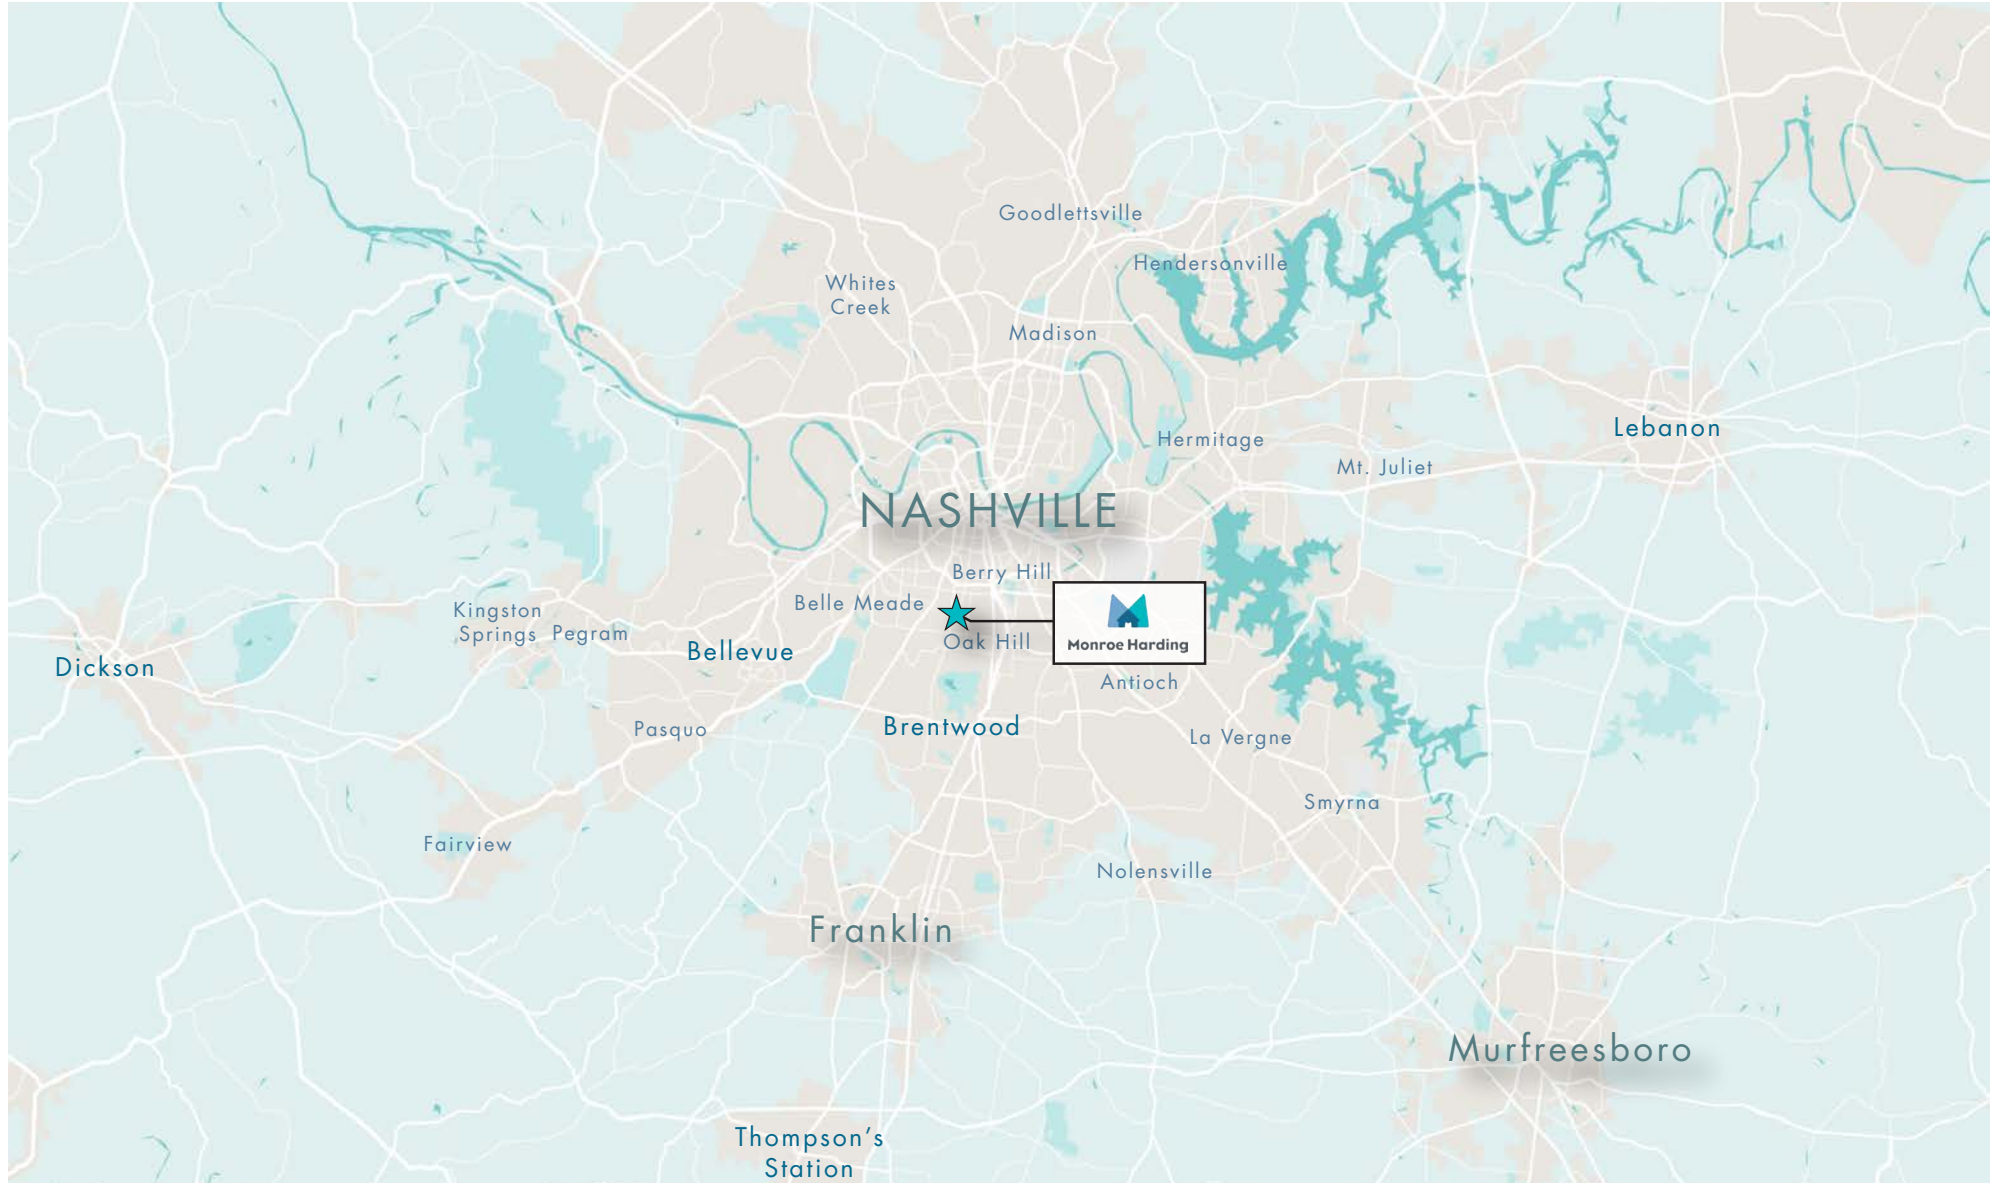 Goodlettsville
Hendersonville
Whites
Creek
Madison
Lebanon
Hermitage
Mt. Juliet
NASHVILLE
Berry Hill
Belle Meade
Kingston
Springs
Pegram
Oak Hill
Monroe Harding
Bellevue
Dickson
Antioch
Brentwood
Pasquo
La Vergne
Smyrna
Fairview
Nolensville
Franklin
Murfreesboro
Thompson's
Station